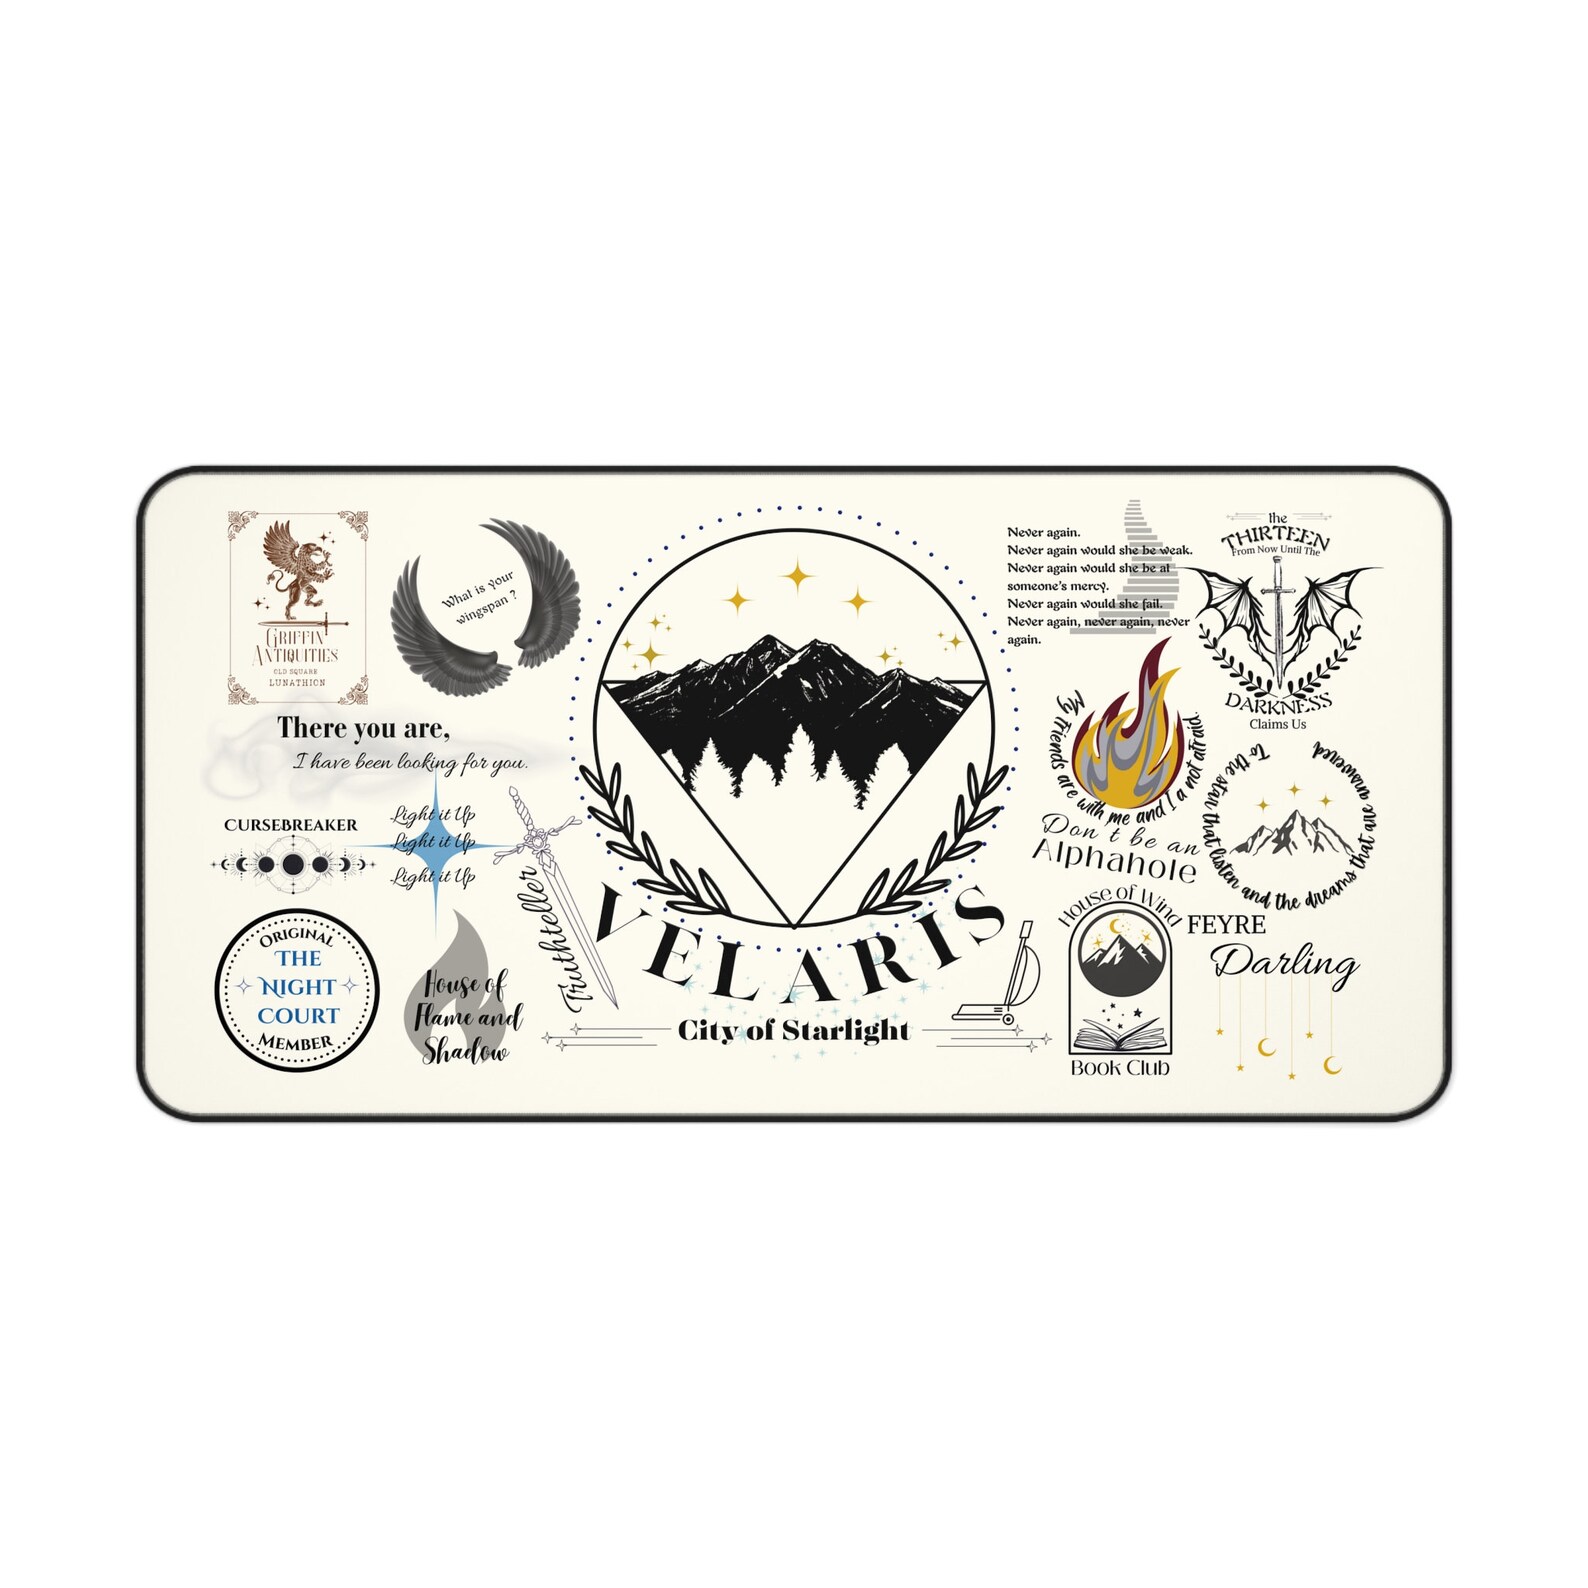 GRIFFIN
ANTIQUITIES
OLD SQUARE
LUNATHION
What is your
wingspan ?
There you are,
I have been looking for you.
CURSEBREAKER
Light it Up
Light it Up
Light it Up
Truthteller
ORIGINAL
THE
NIGHT
COURT
MEMBER
House of
Flame and
Shadow
VELARIS
City of Starlight
Never again.
Never again would she be weak.
Never again would she be at
someone's mercy.
Never again would she fail.
Never again, never again, never
again.
the
THIRTEEN
From Now Until The
DARKNESS
Claims Us
My friends are with me and I a not afraid.
To the stars that listen and the dreams that are answered
Don't be an
Alphahole
House of Wind
Book Club
FEYRE
Darling